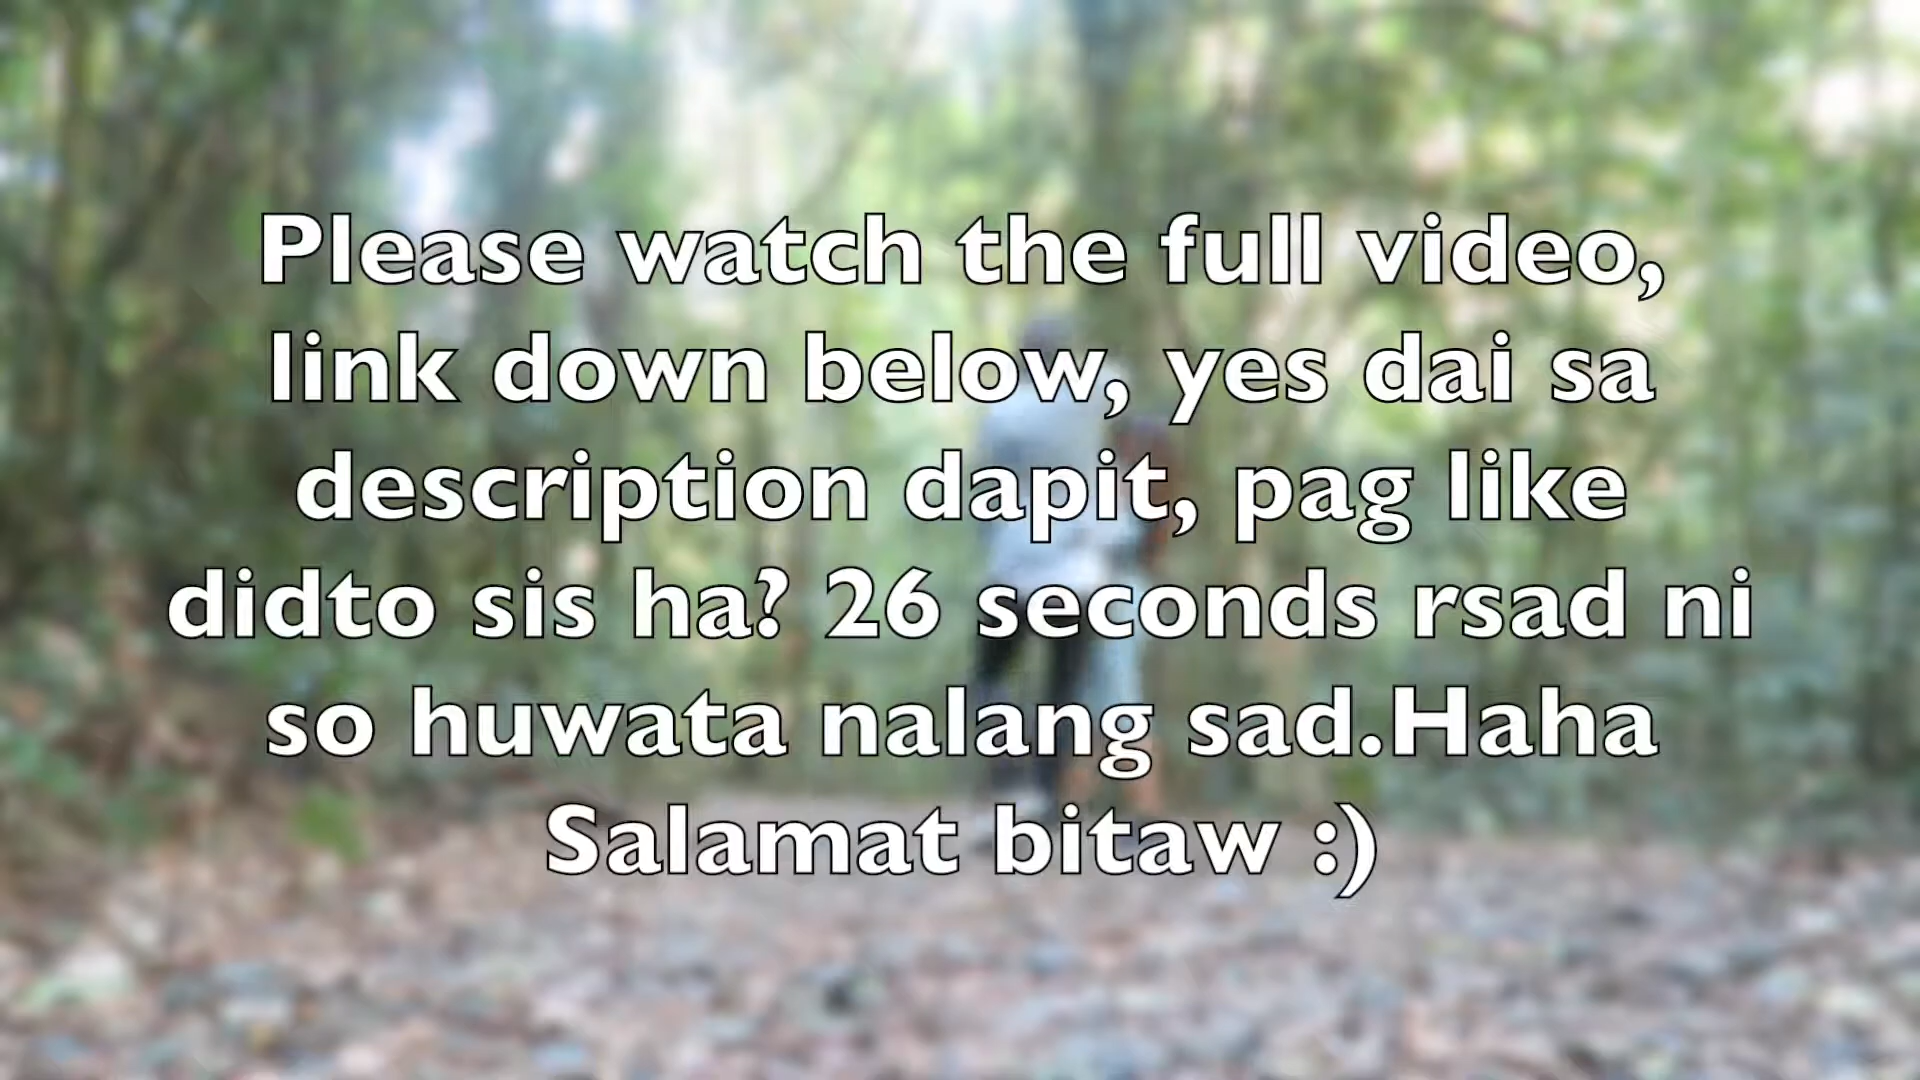 Please watch the full video,
link down below, yes dai sa
description dapit, pag like
didto sis ha? 26 seconds rsad ni
so huwata nalang sad.Haha
Salamat bitaw :)